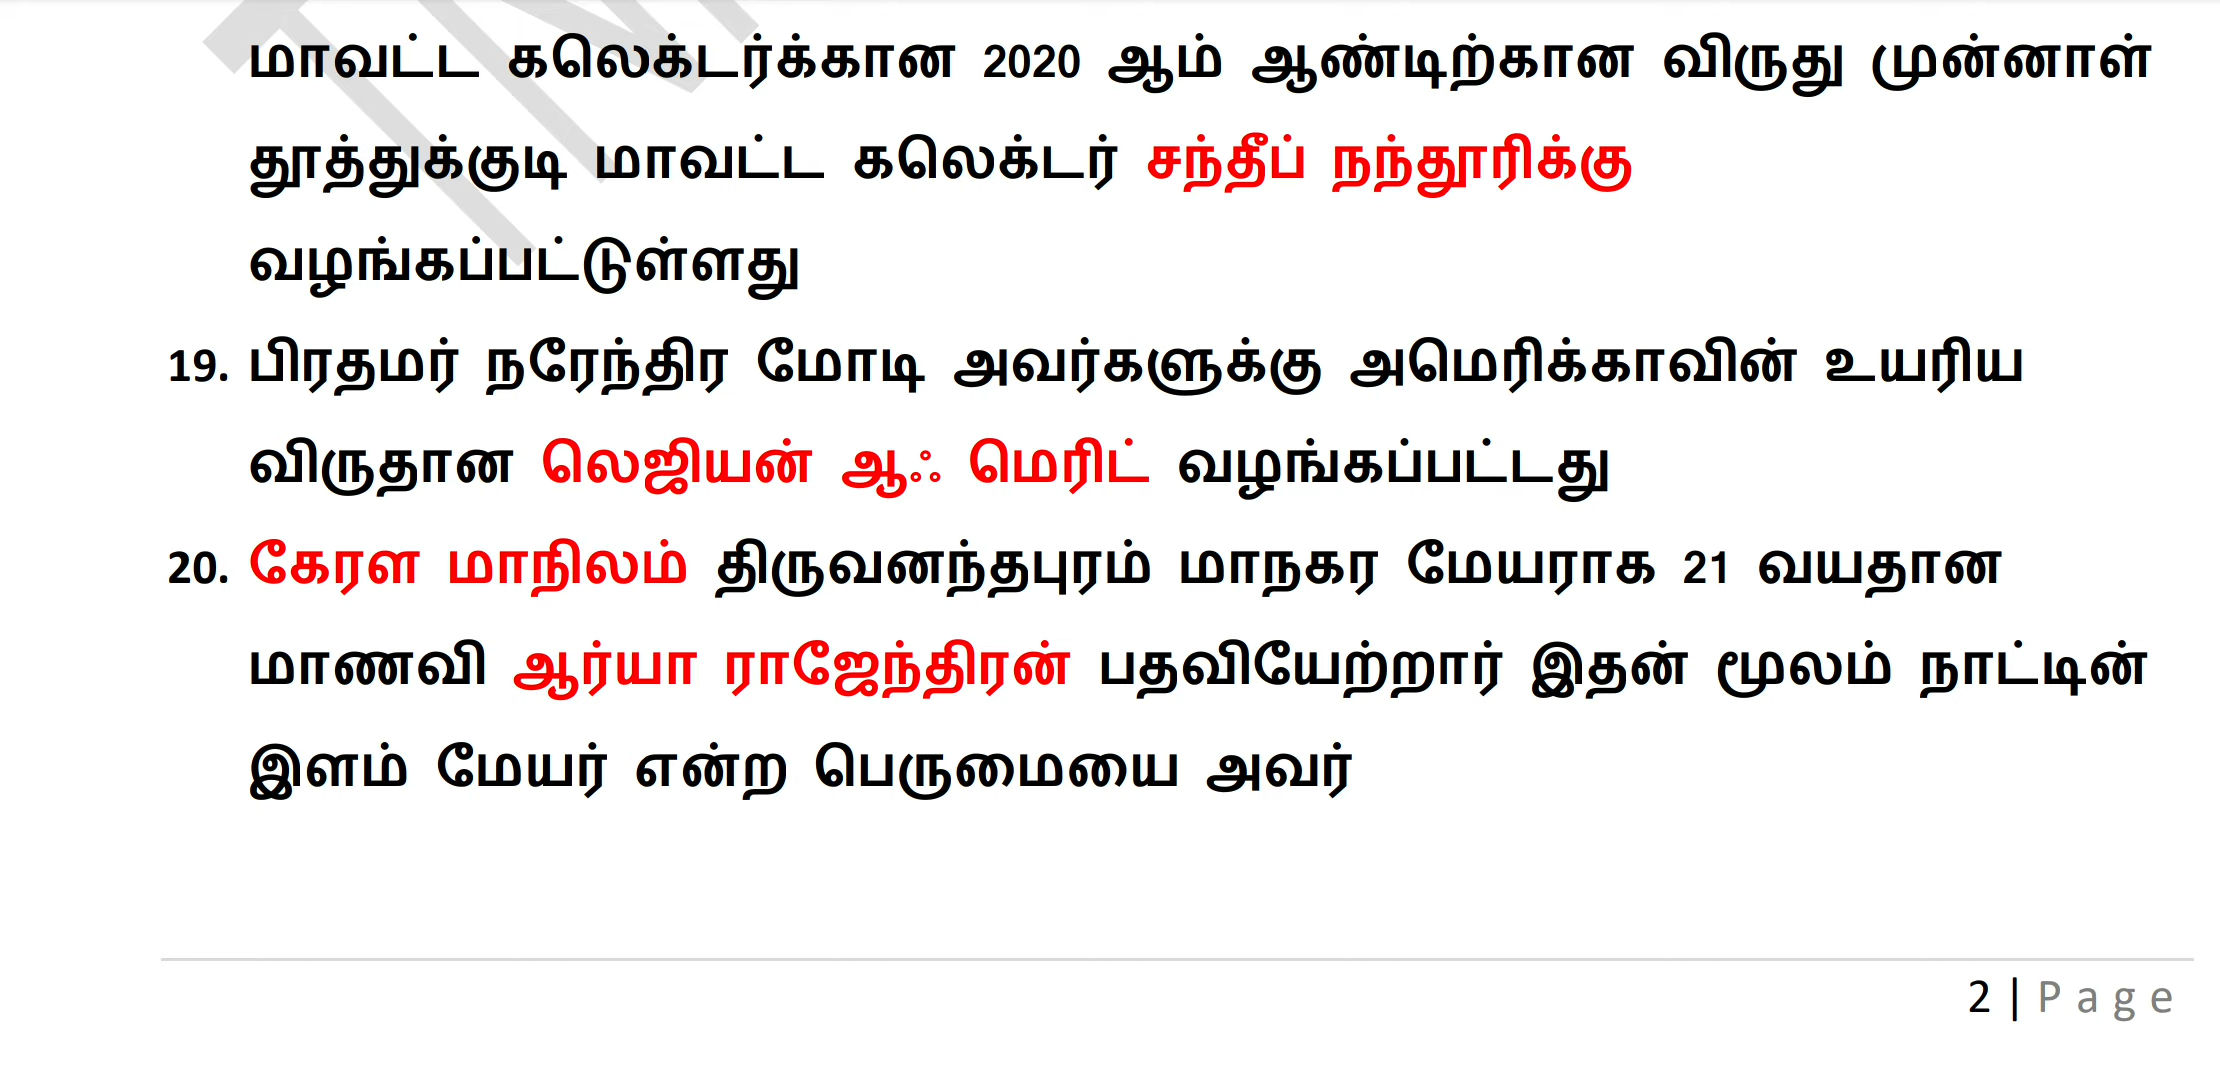 மாவட்ட கலெக்டர்க்கான 2020 ஆம் ஆண்டிற்கான விருது முன்னாள்
தூத்துக்குடி மாவட்ட கலெக்டர் சந்தீப் நந்தூரிக்கு
வழங்கப்பட்டுள்ளது
19. பிரதமர் நரேந்திர மோடி அவர்களுக்கு அமெரிக்காவின் உயரிய
விருதான லெஜியன் ஆஃ மெரிட் வழங்கப்பட்டது
20. கேரள மாநிலம் திருவனந்தபுரம் மாநகர மேயராக 21 வயதான
மாணவி ஆர்யா ராஜேந்திரன் பதவியேற்றார் இதன் மூலம் நாட்டின்
இளம் மேயர் என்ற பெருமையை அவர்
2 | Page